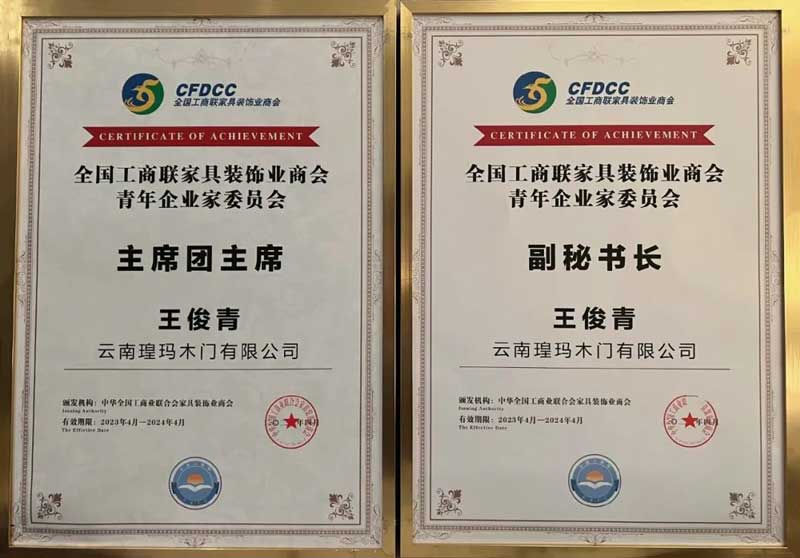 CFDCC
全国工商联家具装饰业商会
CERTIFICATE OF ACHIEVEMENT
全国工商联家具装饰业商会
青年企业家委员会
主席团主席
王俊青
云南瑝玛木门有限公司
颁发机构：中华全国工商业联合会家具装饰业商会
Issuing Authority
有效期限：2023年4月—2024年4月
The Effective Date
年四月
CFDCC
全国工商联家具装饰业商会
CERTIFICATE OF ACHIEVEMENT
全国工商联家具装饰业商会
青年企业家委员会
副秘书长
王俊青
云南瑝玛木门有限公司
颁发机构：中华全国工商业联合会家具装饰业商会
Issuing Authority
有效期限：2023年4月—2024年4月
The Effective Date
年四月